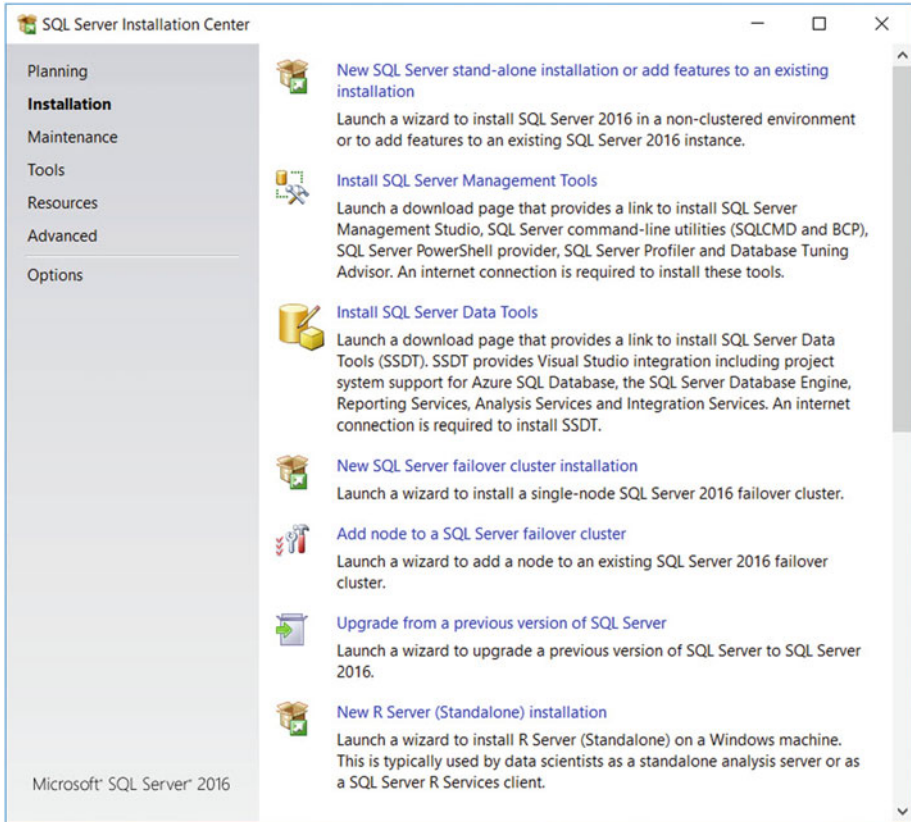 SQL Server Installation Center
Planning
Installation
Maintenance
Tools
Resources
Advanced
Options
Microsoft® SQL Server® 2016
New SQL Server stand-alone installation or add features to an existing
installation
Launch a wizard to install SQL Server 2016 in a non-clustered environment
or to add features to an existing SQL Server 2016 instance.
Install SQL Server Management Tools
Launch a download page that provides a link to install SQL Server
Management Studio, SQL Server command-line utilities (SQLCMD and BCP),
SQL Server PowerShell provider, SQL Server Profiler and Database Tuning
Advisor. An internet connection is required to install these tools.
Install SQL Server Data Tools
Launch a download page that provides a link to install SQL Server Data
Tools (SSDT). SSDT provides Visual Studio integration including project
system support for Azure SQL Database, the SQL Server Database Engine,
Reporting Services, Analysis Services and Integration Services. An internet
connection is required to install SSDT.
New SQL Server failover cluster installation
Launch a wizard to install a single-node SQL Server 2016 failover cluster.
Add node to a SQL Server failover cluster
Launch a wizard to add a node to an existing SQL Server 2016 failover
cluster.
Upgrade from a previous version of SQL Server
Launch a wizard to upgrade a previous version of SQL Server to SQL Server
2016.
New R Server (Standalone) installation
Launch a wizard to install R Server (Standalone) on a Windows machine.
This is typically used by data scientists as a standalone analysis server or as
a SQL Server R Services client.